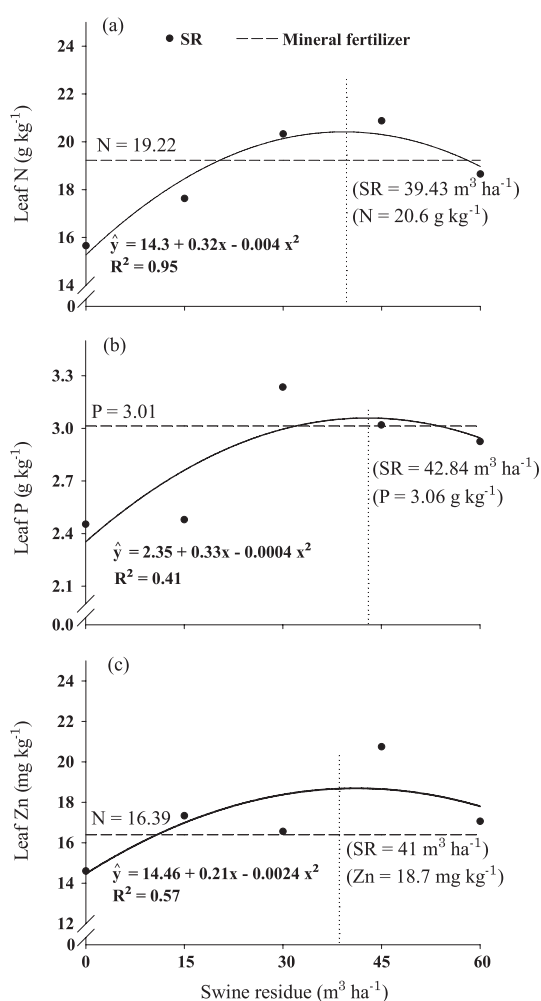 (a)
SR Mineral fertilizer
24
22
20
18
16
14
0
Leaf N (g kg⁻¹)
N = 19.22
(SR = 39.43 m³ ha⁻¹)
(N = 20.6 g kg⁻¹)
ŷ = 14.3 + 0.32x - 0.004 x²
R² = 0.95
(b)
3.3
3.0
2.7
2.4
2.1
0.0
Leaf P (g kg⁻¹)
P = 3.01
(SR = 42.84 m³ ha⁻¹)
(P = 3.06 g kg⁻¹)
ŷ = 2.35 + 0.33x - 0.0004 x²
R² = 0.41
(c)
24
22
20
18
16
14
12
0
Leaf Zn (mg kg⁻¹)
N = 16.39
(SR = 41 m³ ha⁻¹)
(Zn = 18.7 mg kg⁻¹)
ŷ = 14.46 + 0.21x - 0.0024 x²
R² = 0.57
0 15 30 45 60
Swine residue (m³ ha⁻¹)